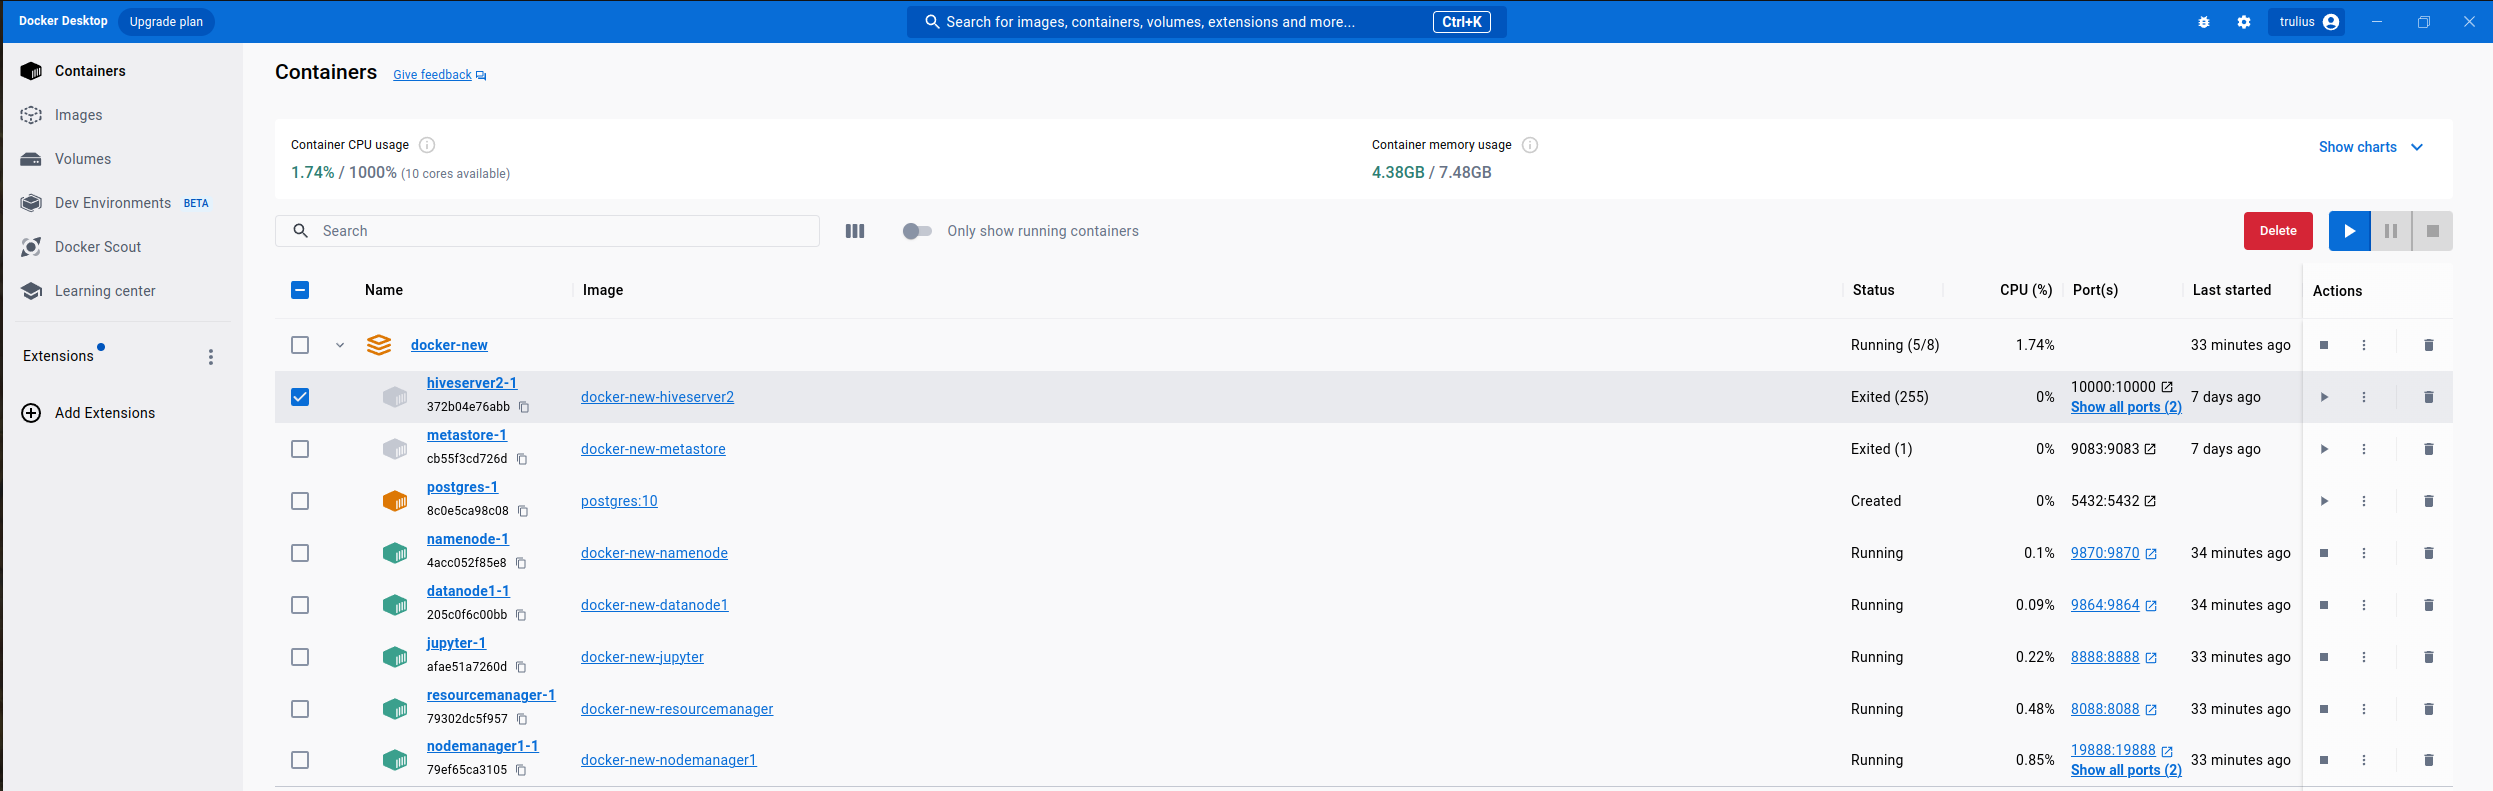 Docker Desktop Upgrade plan Search for images, containers, volumes, extensions and more... Ctrl+K trulius
Containers
Images
Volumes
Dev Environments BETA
Docker Scout
Learning center
Extensions
Add Extensions
Containers Give feedback
Container CPU usage
1.74% / 1000% (10 cores available)
Container memory usage
4.38GB / 7.48GB
Show charts
Search Only show running containers Delete
Name Image Status CPU (%) Port(s) Last started Actions
docker-new Running (5/8) 1.74% 33 minutes ago
hiveserver2-1
372b04e76abb
docker-new-hiveserver2 Exited (255) 0%
10000:10000
Show all ports (2)
7 days ago
metastore-1
cb55f3cd726d
docker-new-metastore Exited (1) 0% 9083:9083 7 days ago
postgres-1
8c0e5ca98c08
postgres:10 Created 0% 5432:5432
namenode-1
4acc052f85e8
docker-new-namenode Running 0.1% 9870:9870 34 minutes ago
datanode1-1
205c0f6c00bb
docker-new-datanode1 Running 0.09% 9864:9864 34 minutes ago
jupyter-1
afae51a7260d
docker-new-jupyter Running 0.22% 8888:8888 33 minutes ago
resourcemanager-1
79302dc5f957
docker-new-resourcemanager Running 0.48% 8088:8088 33 minutes ago
nodemanager1-1
79ef65ca3105
docker-new-nodemanager1 Running 0.85%
19888:19888
Show all ports (2)
33 minutes ago